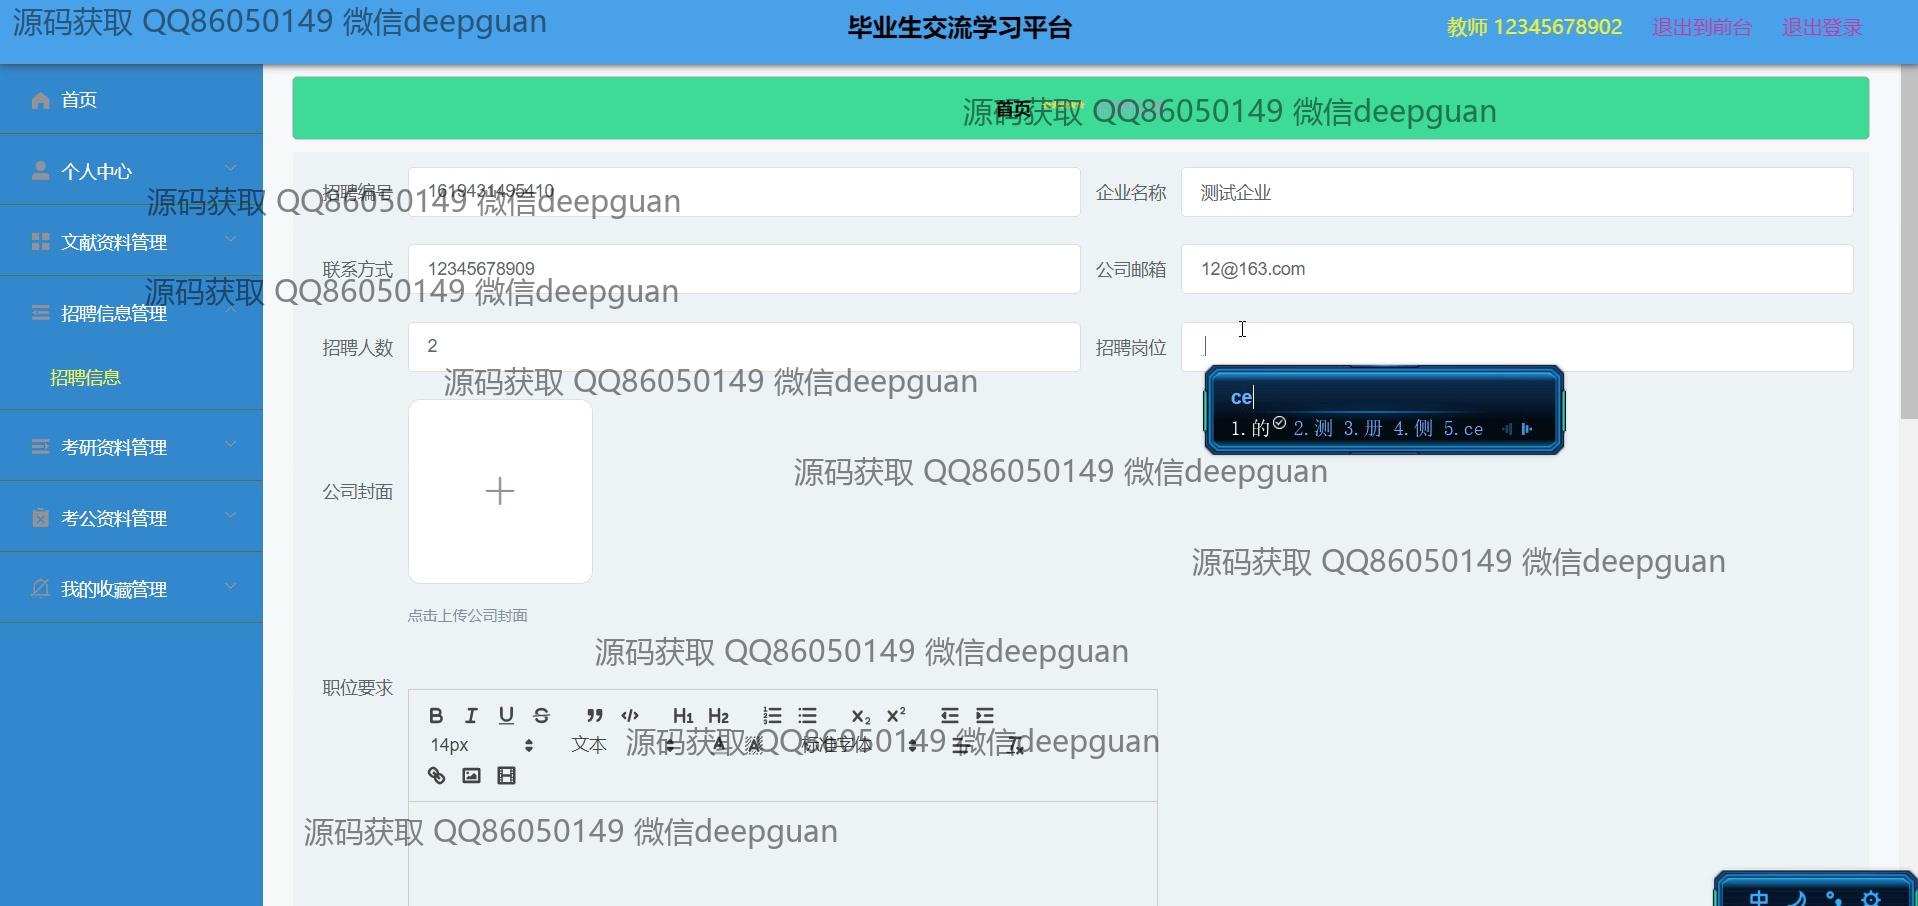 源码获取 QQ86050149 微信deepguan
毕业生交流学习平台
教师 12345678902
退出到前台
退出登录
首页
首页
源码获取 QQ86050149 微信deepguan
个人中心
招聘编号
1619431495410
企业名称
测试企业
源码获取 QQ86050149 微信deepguan
文献资料管理
联系方式
12345678909
公司邮箱
12@163.com
源码获取 QQ86050149 微信deepguan
招聘信息管理
招聘人数
2
招聘岗位
招聘信息
源码获取 QQ86050149 微信deepguan
ce
1.的 2.测 3.册 4.侧 5.ce
考研资料管理
源码获取 QQ86050149 微信deepguan
公司封面
考公资料管理
源码获取 QQ86050149 微信deepguan
我的收藏管理
点击上传公司封面
源码获取 QQ86050149 微信deepguan
职位要求
B I U S ” </> H1 H2 x2 x2
14px
文本
A
标准字体
源码获取 QQ86050149 微信deepguan
源码获取 QQ86050149 微信deepguan
中